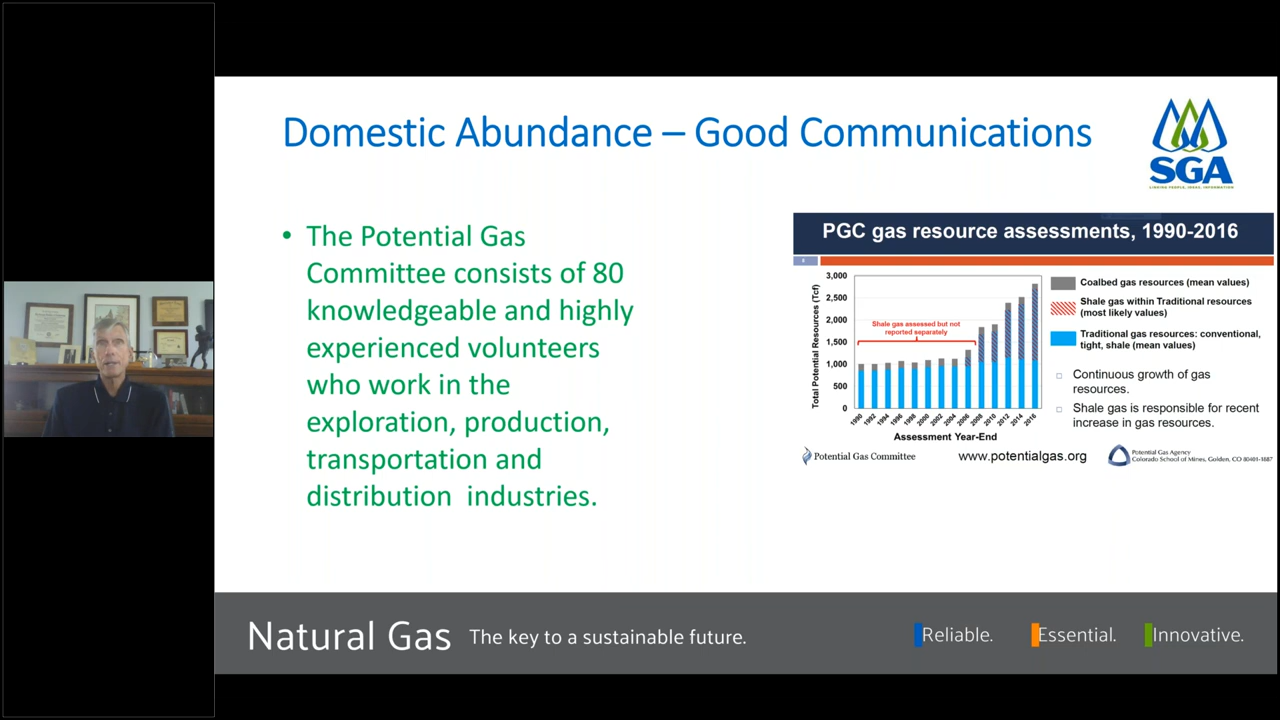 Domestic Abundance – Good Communications
SGA
LINKING PEOPLE, IDEAS, INFORMATION
• The Potential Gas
Committee consists of 80
knowledgeable and highly
experienced volunteers
who work in the
exploration, production,
transportation and
distribution industries.
PGC gas resource assessments, 1990-2016
8
Total Potential Resources (Tcf)
3,000
2,500
2,000
1,500
1,000
500
0
Shale gas assessed but not
reported separately
1990 1992 1994 1996 1998 2000 2002 2004 2006 2008 2010 2012 2014 2016
Assessment Year-End
Coalbed gas resources (mean values)
Shale gas within Traditional resources
(most likely values)
Traditional gas resources: conventional,
tight, shale (mean values)
Continuous growth of gas
resources.
Shale gas is responsible for recent
increase in gas resources.
Potential Gas Committee
www.potentialgas.org
Potential Gas Agency
Colorado School of Mines, Golden, CO 80401-1887
Natural Gas The key to a sustainable future.
Reliable. Essential. Innovative.